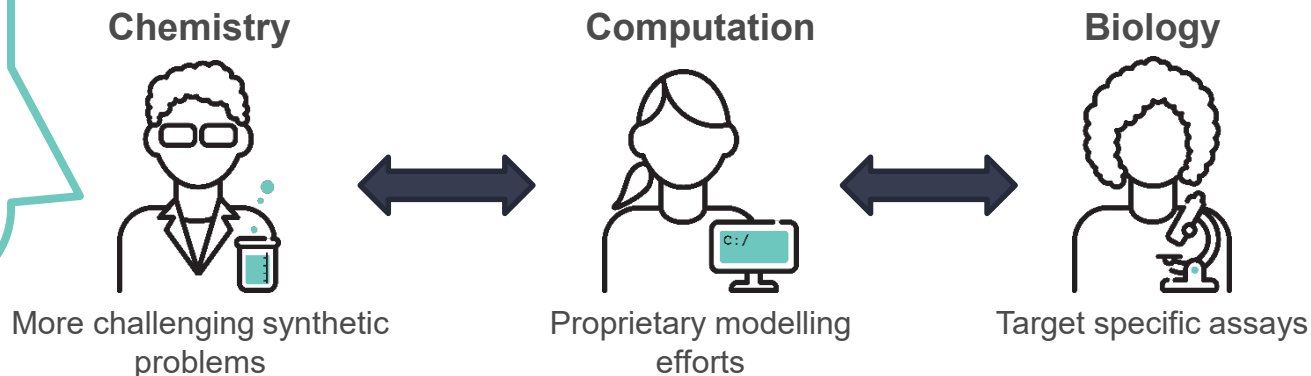 Chemistry
Computation
Biology
C:/
More challenging synthetic
problems
Proprietary modelling
efforts
Target specific assays